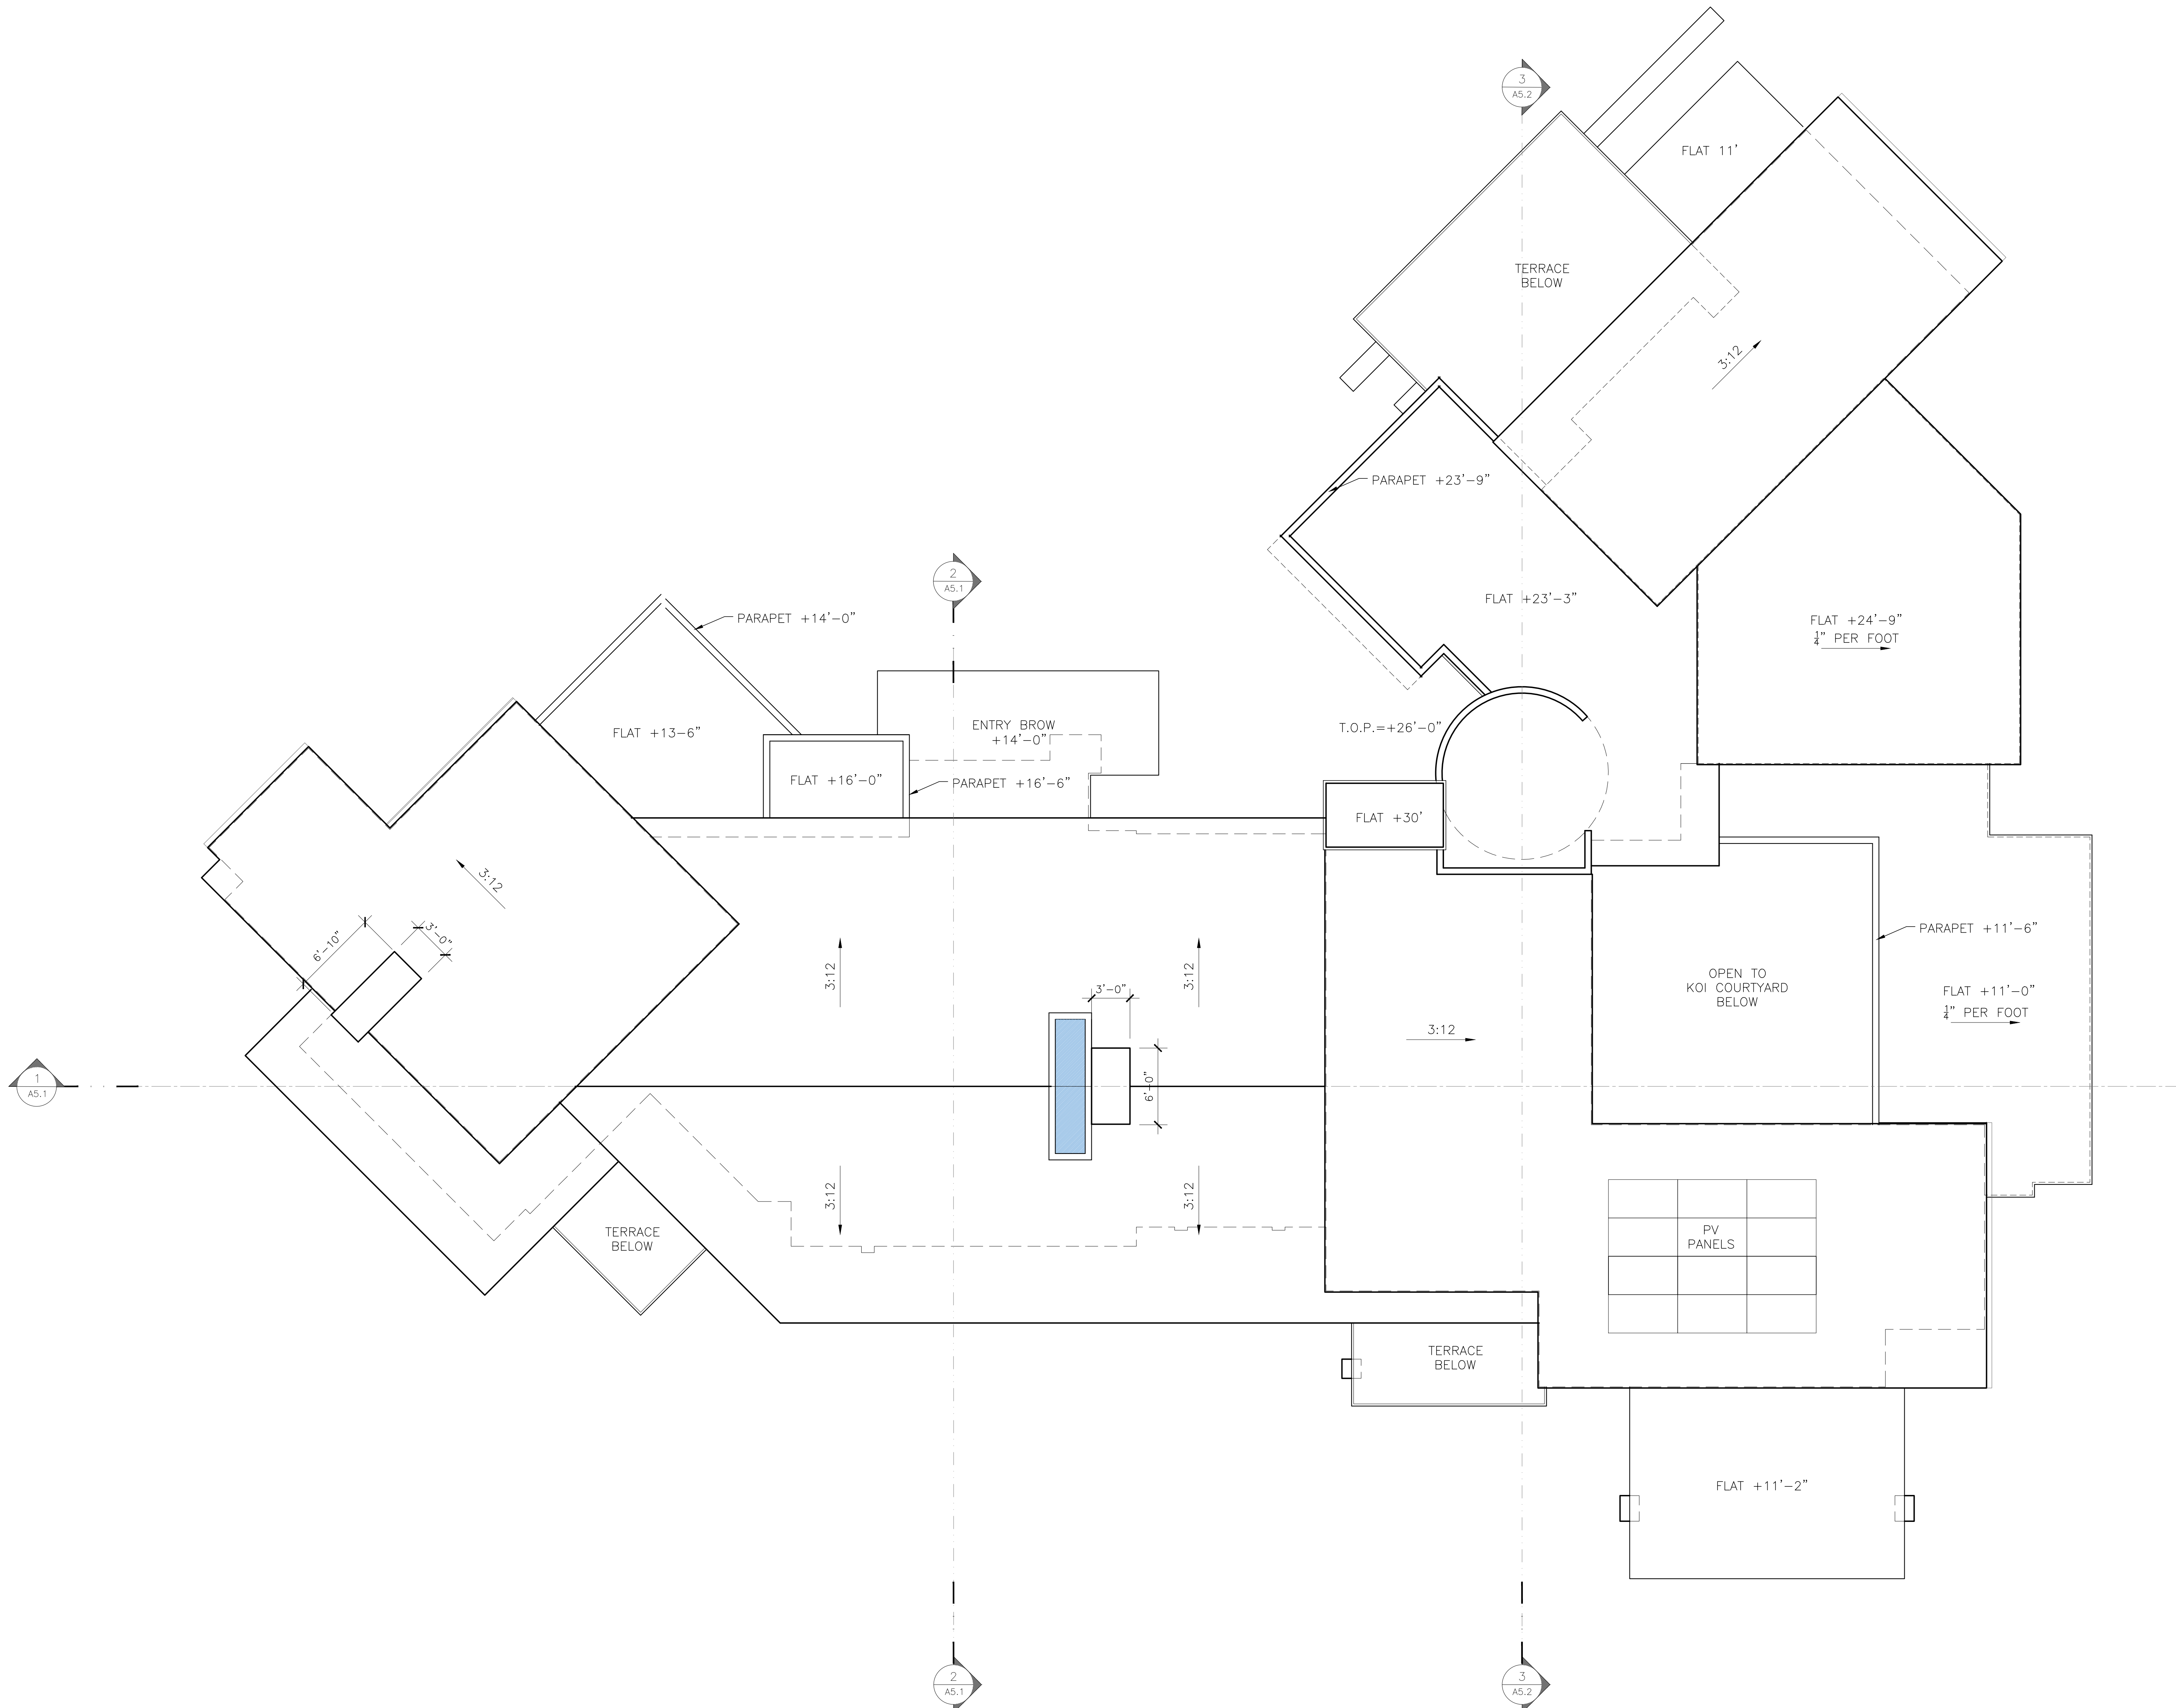 3
A5.2
FLAT 11'
TERRACE
BELOW
3:12
PARAPET +23'-9"
2
A5.1
FLAT +23'-3"
PARAPET +14'-0"
FLAT +24'-9"
1/4" PER FOOT
FLAT +13-6"
ENTRY BROW
+14'-0"
T.O.P.=+26'-0"
FLAT +16'-0"
PARAPET +16'-6"
FLAT +30'
3:12
6'-10"
3'-0"
PARAPET +11'-6"
3:12
3:12
OPEN TO
KOI COURTYARD
BELOW
3'-0"
FLAT +11'-0"
1/4" PER FOOT
3:12
1
A5.1
6'-0"
3:12
3:12
TERRACE
BELOW
PV
PANELS
TERRACE
BELOW
FLAT +11'-2"
2
A5.1
3
A5.2